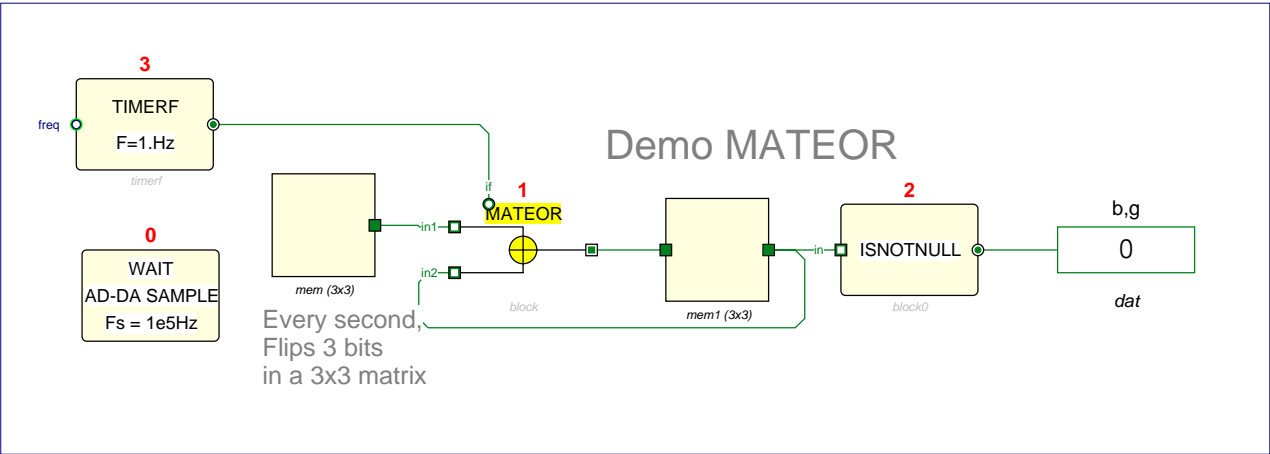 3
TIMERF
freq
F=1.Hz
timerf
Demo MATEOR
if
1
MATEOR
in1
in2
mem (3x3)
block
mem1 (3x3)
2
in
ISNOTNULL
block0
b,g
0
dat
0
WAIT
AD-DA SAMPLE
Fs = 1e5Hz
Every second,
Flips 3 bits
in a 3x3 matrix